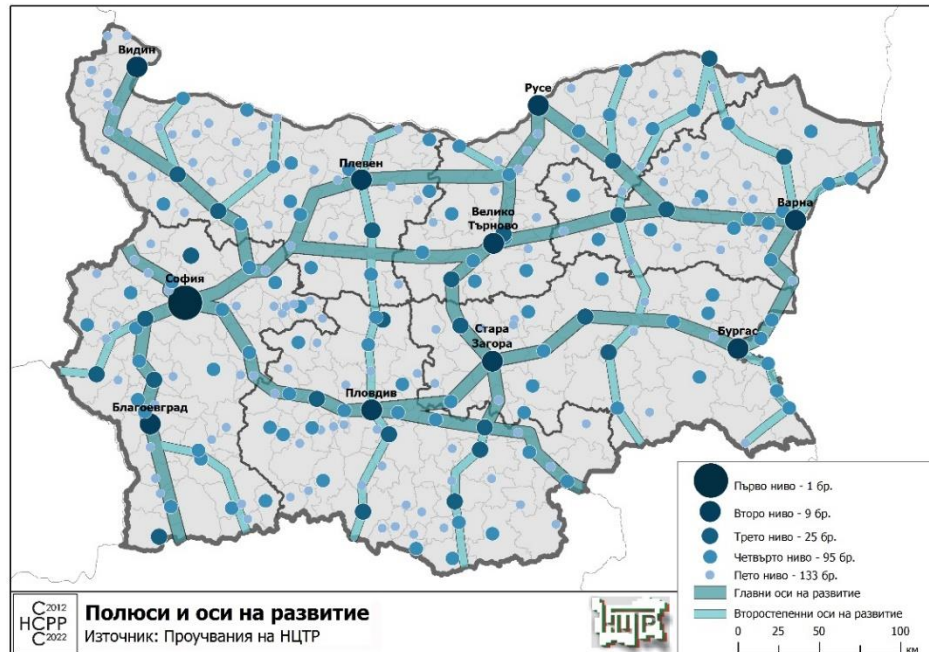 Видин
Русе
Плевен
Велико
Търново
Варна
София
Стара
Загора
Бургас
Пловдив
Благоевград
Първо ниво - 1 бр.
Второ ниво - 9 бр.
Трето ниво - 25 бр.
Четвърто ниво - 95 бр.
Пето ниво - 133 бр.
Главни оси на развитие
Второстепенни оси на развитие
0 50 100
км
С 2012
НСРР
С 2022
Полюси и оси на развитие
Източник: Проучвания на НЦТР
НЦТР